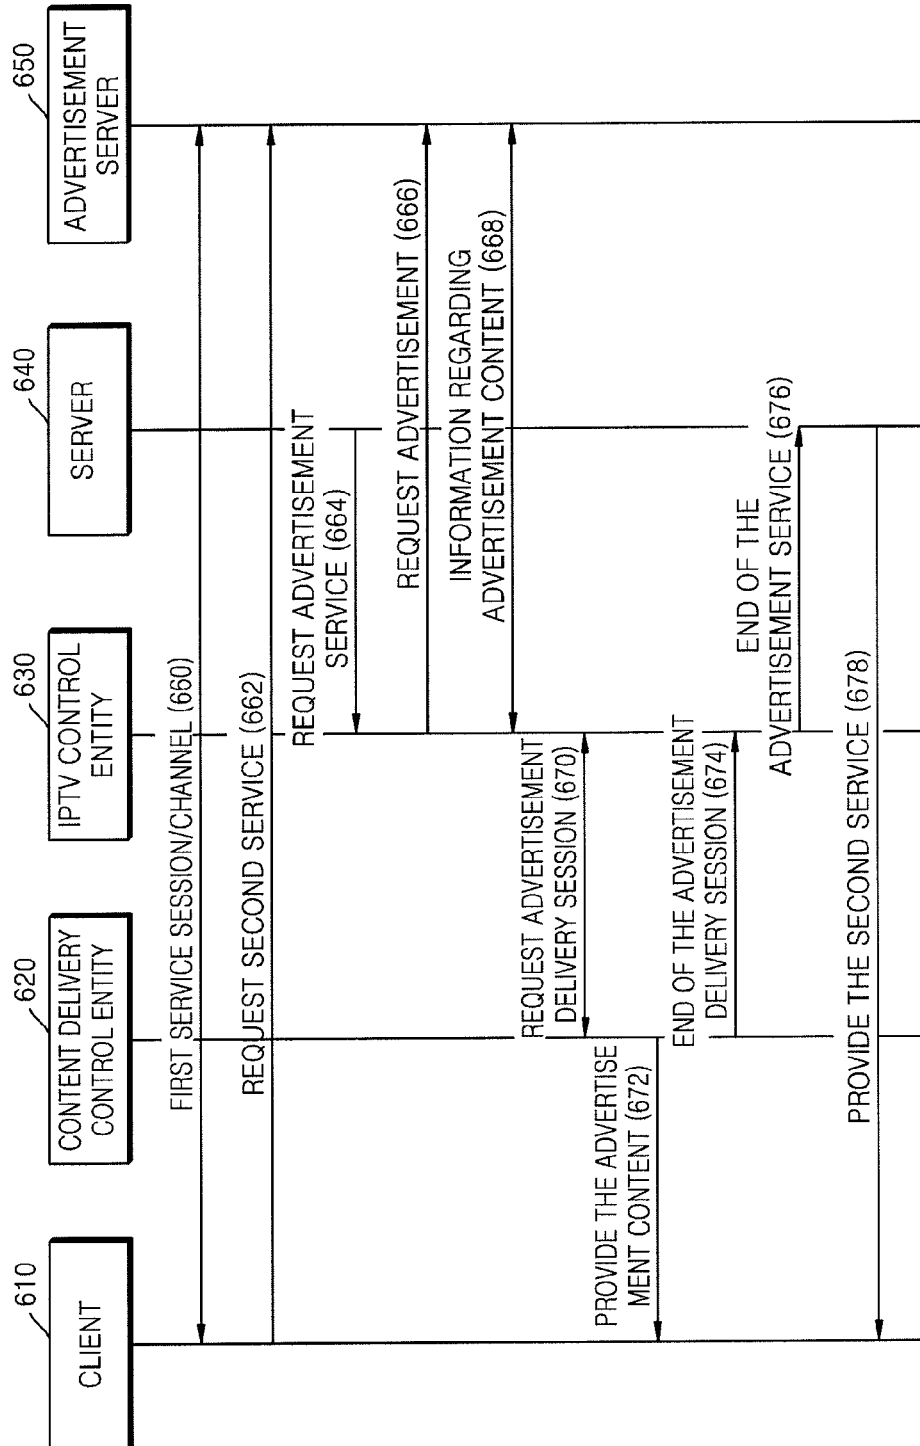 610
CLIENT
620
CONTENT DELIVERY
CONTROL ENTITY
630
IPTV CONTROL
ENTITY
640
SERVER
650
ADVERTISEMENT
SERVER
FIRST SERVICE SESSION/CHANNEL (660)
REQUEST SECOND SERVICE (662)
REQUEST ADVERTISEMENT
SERVICE (664)
REQUEST ADVERTISEMENT (666)
INFORMATION REGARDING
ADVERTISEMENT CONTENT (668)
REQUEST ADVERTISEMENT
DELIVERY SESSION (670)
PROVIDE THE ADVERTISE
MENT CONTENT (672)
END OF THE ADVERTISEMENT
DELIVERY SESSION (674)
END OF THE
ADVERTISEMENT SERVICE (676)
PROVIDE THE SECOND SERVICE (678)